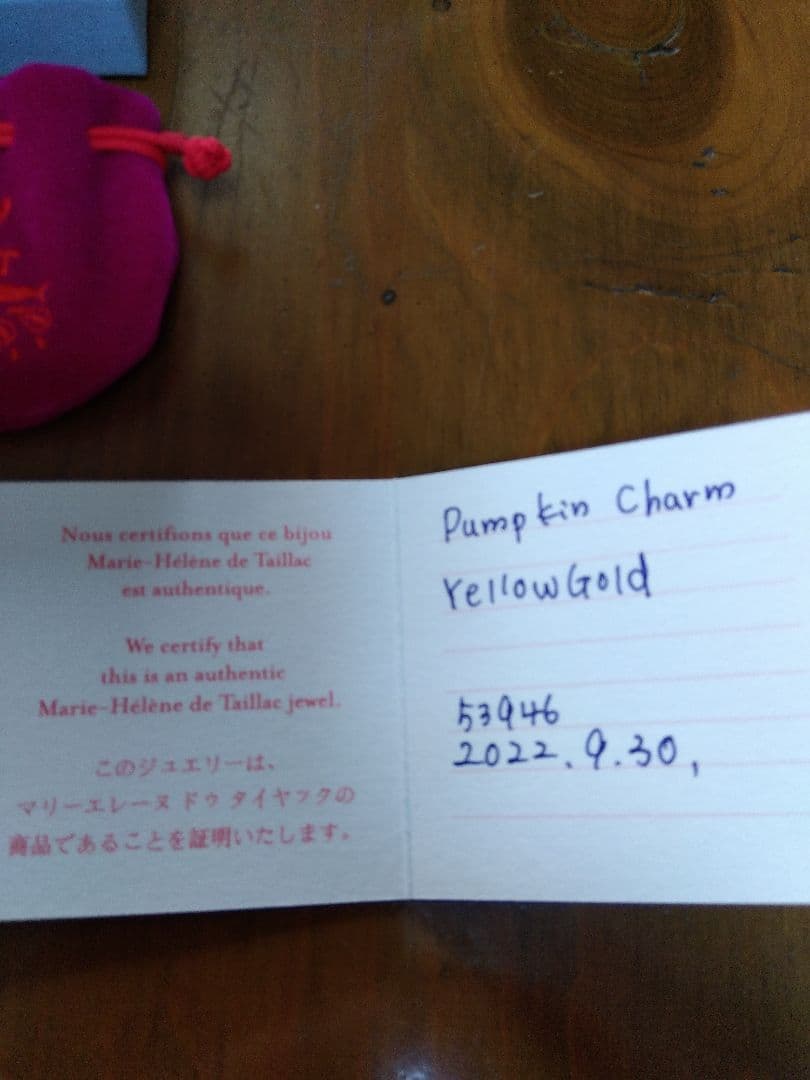 Nous certifions que ce bijou
Marie-Hélène de Taillac
est authentique.
We certify that
this is an authentic
Marie-Hélène de Taillac jewel.
このジュエリーは、
マリーエレーヌ ドゥ タイヤックの
商品であることを証明いたします。
Pumpkin Charm
Yellow Gold
53946
2022.9.30,